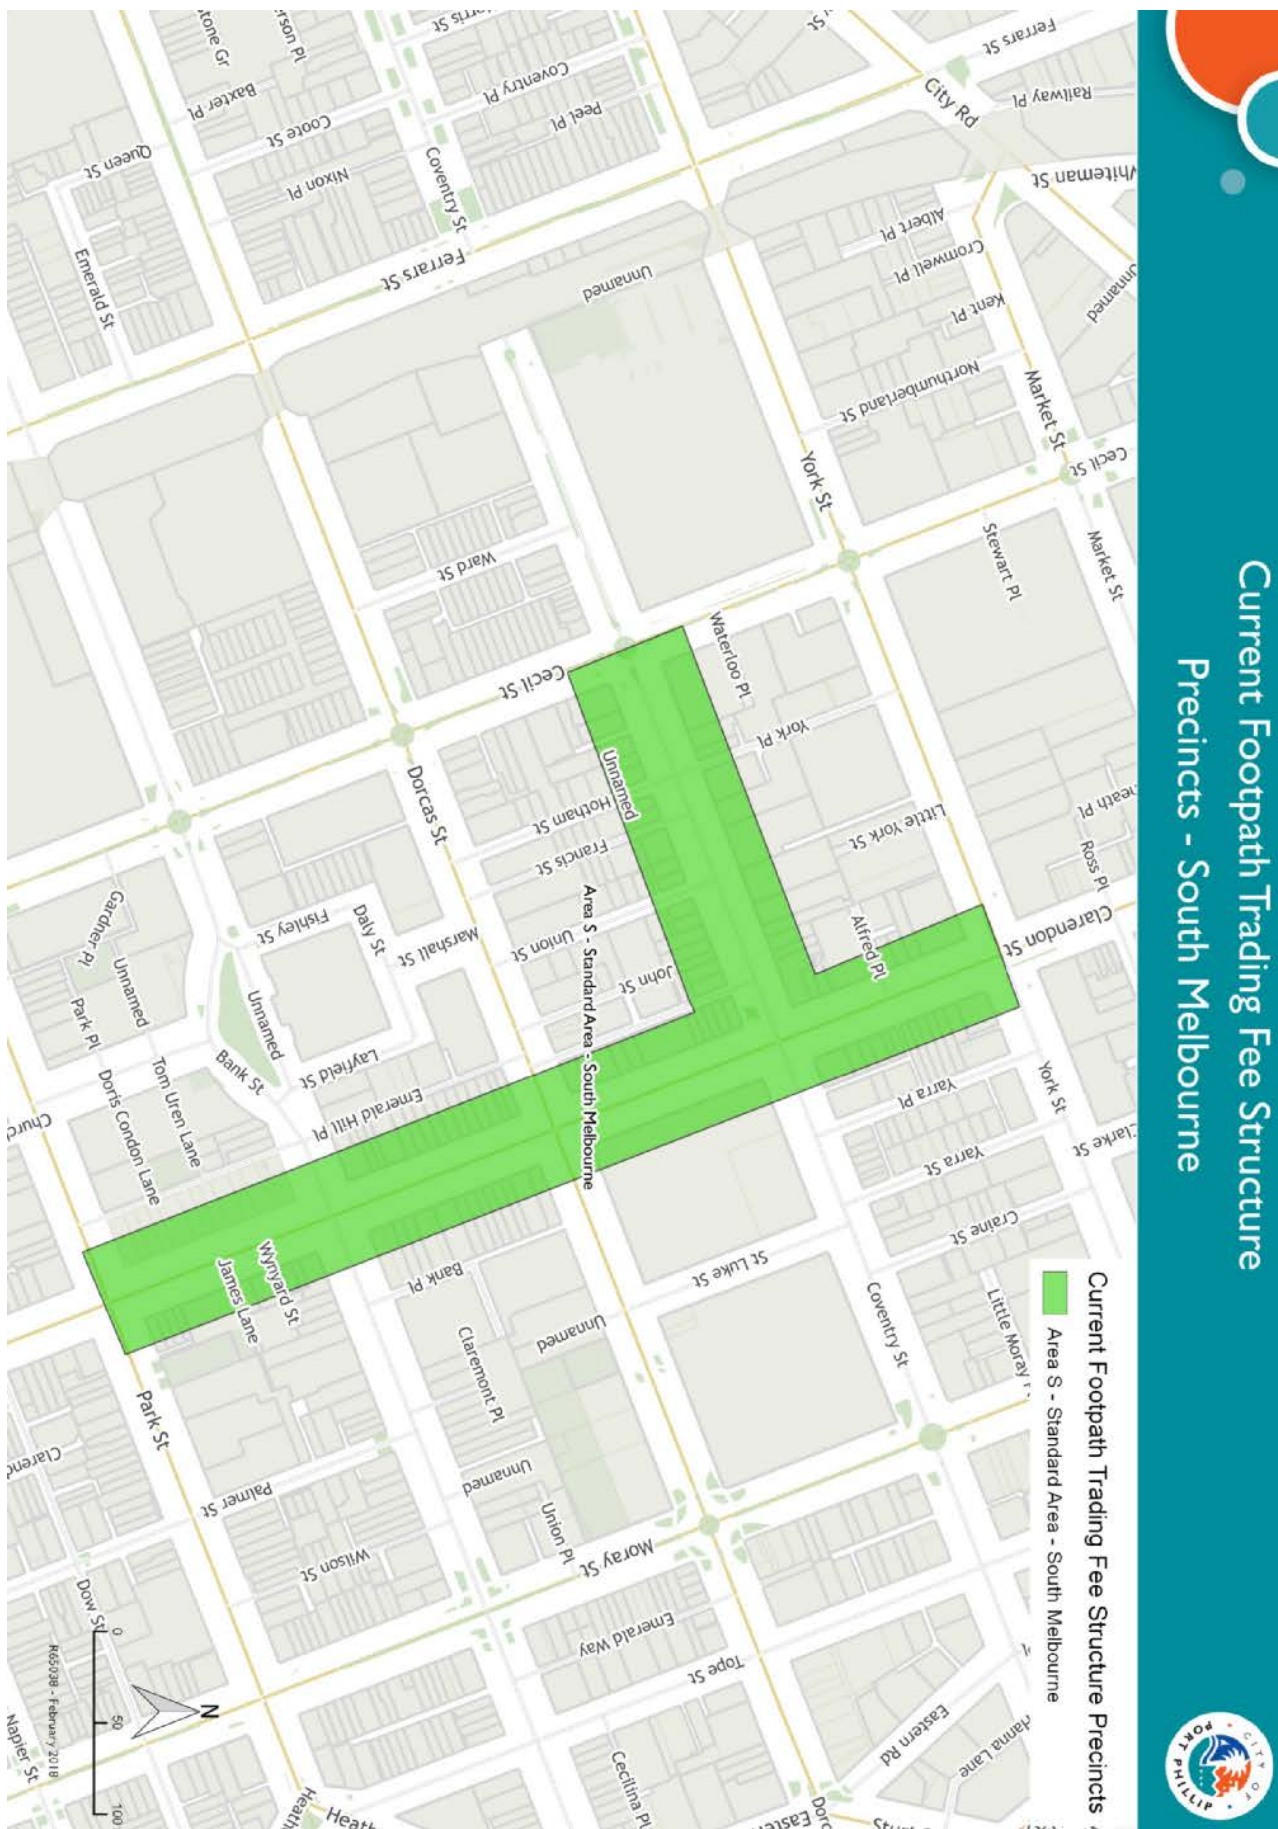 Current Footpath Trading Fee Structure
Precincts - South Melbourne
Current Footpath Trading Fee Structure Precincts
Area S - Standard Area - South Melbourne
CITY OF
PORT PHILLIP
Ferrars St
City Rd
Railway Pl
Whiteman St
Albert Pl
Cromwell Pl
Kent Pl
Unnamed
Northumberland St
Market St
Cecil St
Market St
Stewart Pl
York St
Coventry Pl
Peel Pl
Baxter Pl
Coote St
Queen St
Nixon Pl
Coventry St
Emerald St
Ferrars St
Unnamed
Ward St
Waterloo Pl
York Pl
Little York St
Ross Pl
Clarendon St
Alfred Pl
Cecil St
Unnamed
Hotham St
Francis St
Union St
John St
Dorcas St
Marshall St
Daly St
Fishley St
Gardner Pl
Unnamed
Park Pl
Unnamed
Layfield St
Bank St
Tom Uren Lane
Doris Condon Lane
Emerald Hill Pl
Area S - Standard Area - South Melbourne
Yarra Pl
York St
Yarra St
Craine St
Little Moray
St Luke St
Coventry St
Bank Pl
Wynyard St
James Lane
Unnamed
Claremont Pl
Park St
Palmer St
Unnamed
Union Pl
Moray St
Wilson St
Emerald Way
Tope St
Eastern Rd
Cecilina Pl
Dow St
Napier St
N
0
50
100
R65038 - February 2018